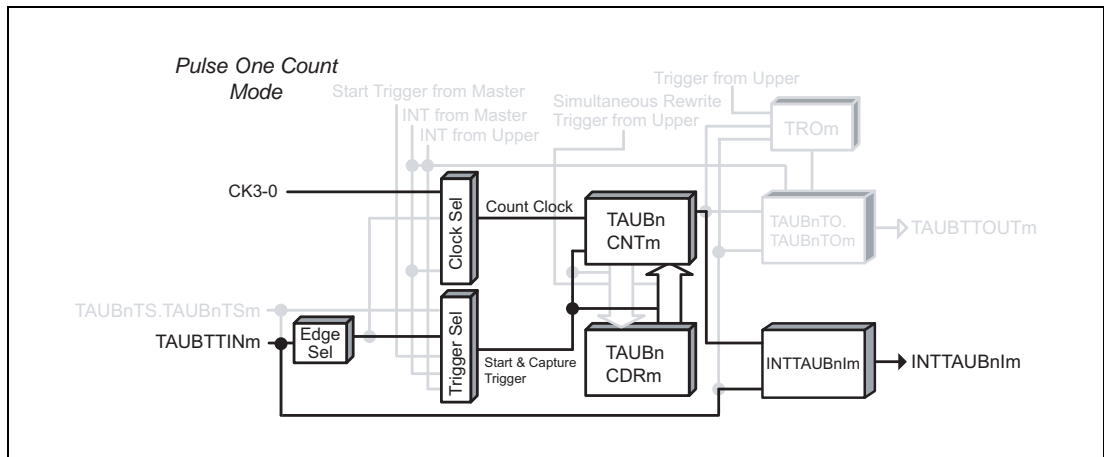 Pulse One Count
Mode
Trigger from Upper
Start Trigger from Master
Simultaneous Rewrite
Trigger from Upper
INT from Master
INT from Upper
TROm
CK3-0
Clock Sel
Count Clock
TAUBn
CNTm
TAUBnTO.
TAUBnTOm
TAUBTTOUTm
TAUBnTS.TAUBnTSm
TAUBTTINm
Edge
Sel
Trigger Sel
Start & Capture
Trigger
TAUBn
CDRm
INTTAUBnIm
INTTAUBnIm